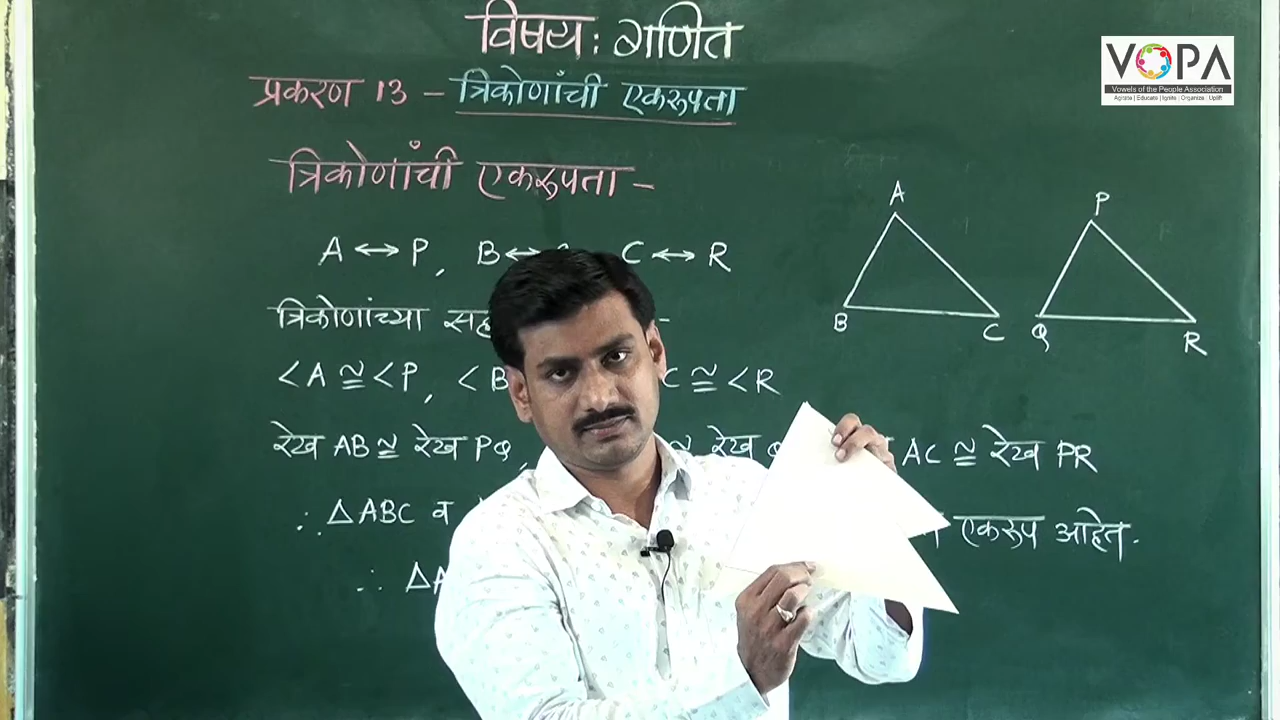 विषय: गणित
VOPA
Vowels of the People Association
प्रकरण 13 - त्रिकोणांची एकरूपता
त्रिकोणांची एकरूपता -
A ↔ P, B ↔ C ↔ R
त्रिकोणांच्या -
<A ≅ <P, <B C ≅ <R
रेख AB ≅ रेख PQ, ≅ रेख AC ≅ रेख PR
∴ △ABC व एकरूप आहेत.
∴ △A
A
B
C
P
Q
R